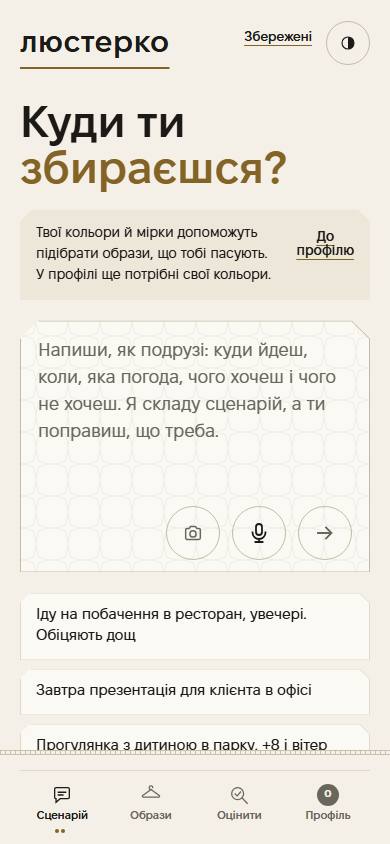 люстерко
Збережені
Куди ти
збираєшся?
Твої кольори й мірки допоможуть
підібрати образи, що тобі пасують.
У профілі ще потрібні свої кольори.
До
профілю
Напиши, як подрузі: куди йдеш,
коли, яка погода, чого хочеш і чого
не хочеш. Я складу сценарій, а ти
поправиш, що треба.
Іду на побачення в ресторан, увечері.
Обіцяють дощ
Завтра презентація для клієнта в офісі
Прогулянка з дитиною в парку, +8 і вітер
Сценарій
Образи
Оцінити
О
Профіль